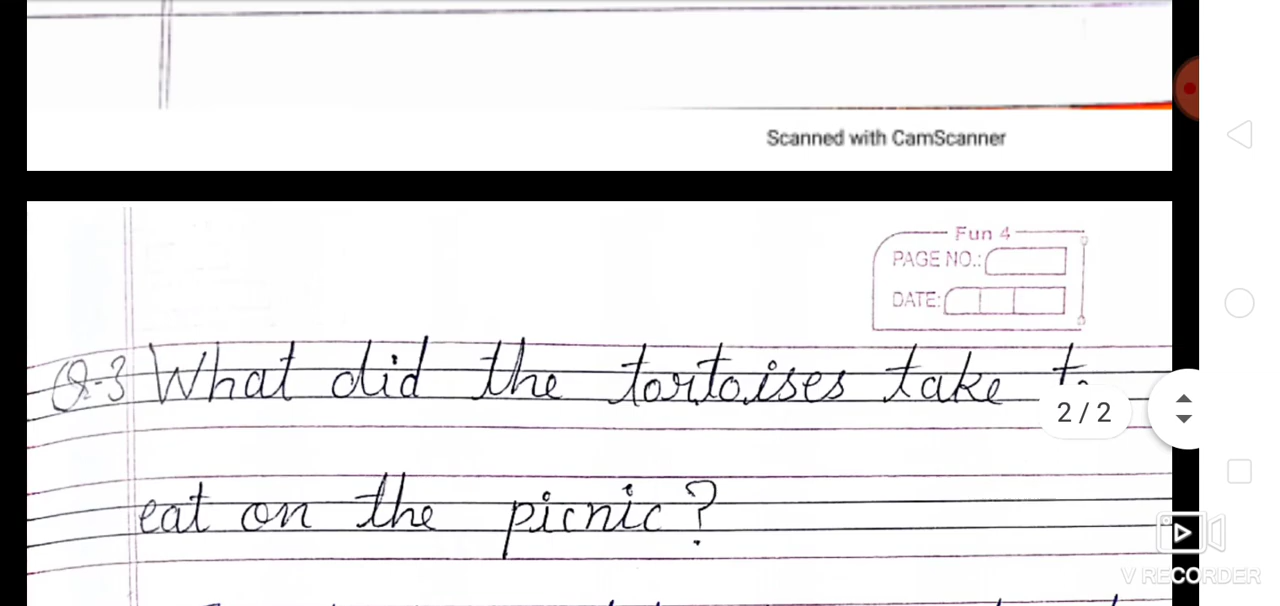 Scanned with CamScanner
Fun 4
PAGE NO.:
DATE:
Q-3 What did the tortoises take
2 / 2
eat on the picnic?
V RECORDER